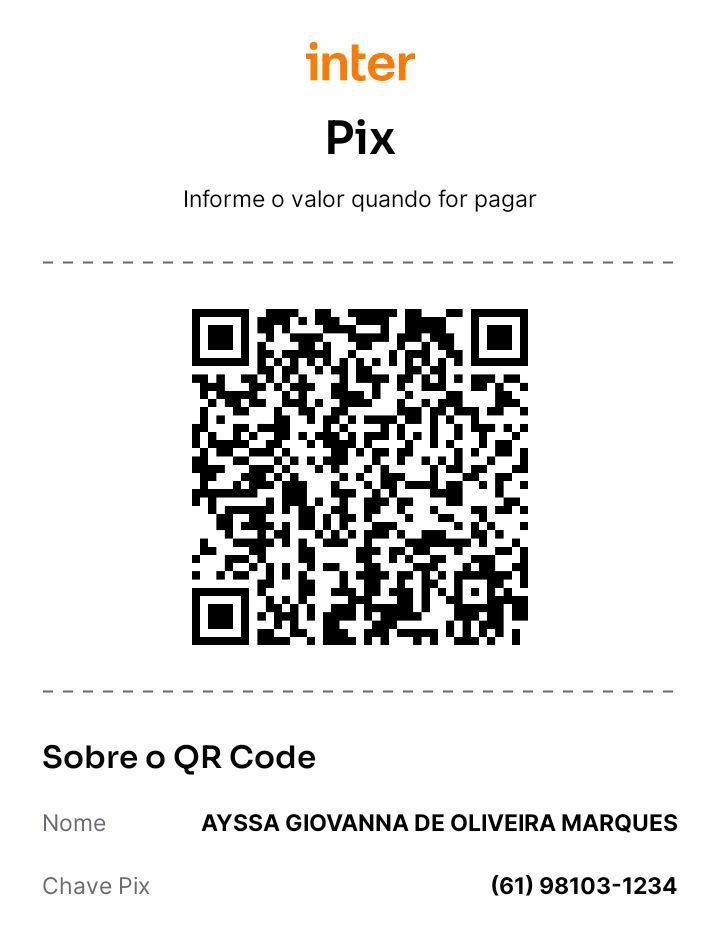 inter
Pix
Informe o valor quando for pagar
Sobre o QR Code
Nome AYSSA GIOVANNA DE OLIVEIRA MARQUES
Chave Pix (61) 98103-1234